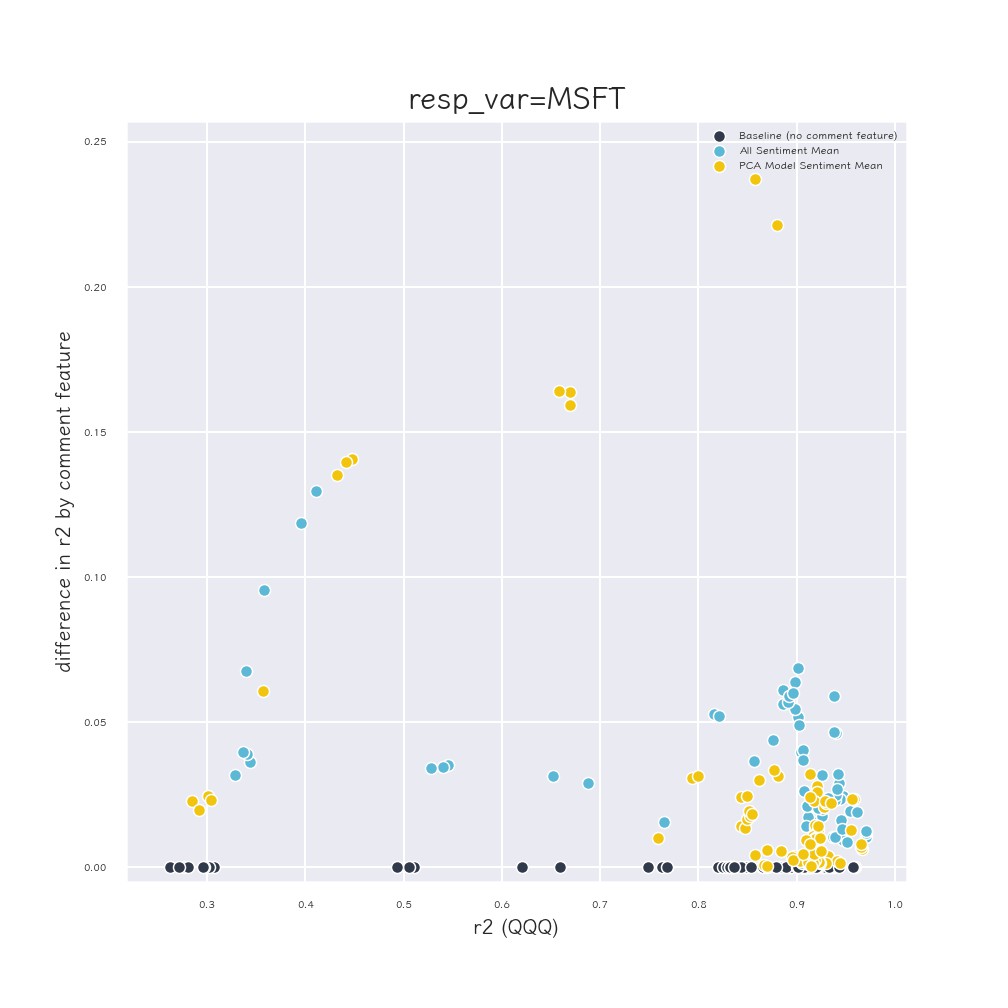 resp_var=MSFT
Baseline (no comment feature)
All Sentiment Mean
PCA Model Sentiment Mean
difference in r2 by comment feature
0.25
0.20
0.15
0.10
0.05
0.00
0.3 0.4 0.5 0.6 0.7 0.8 0.9 1.0
r2 (QQQ)